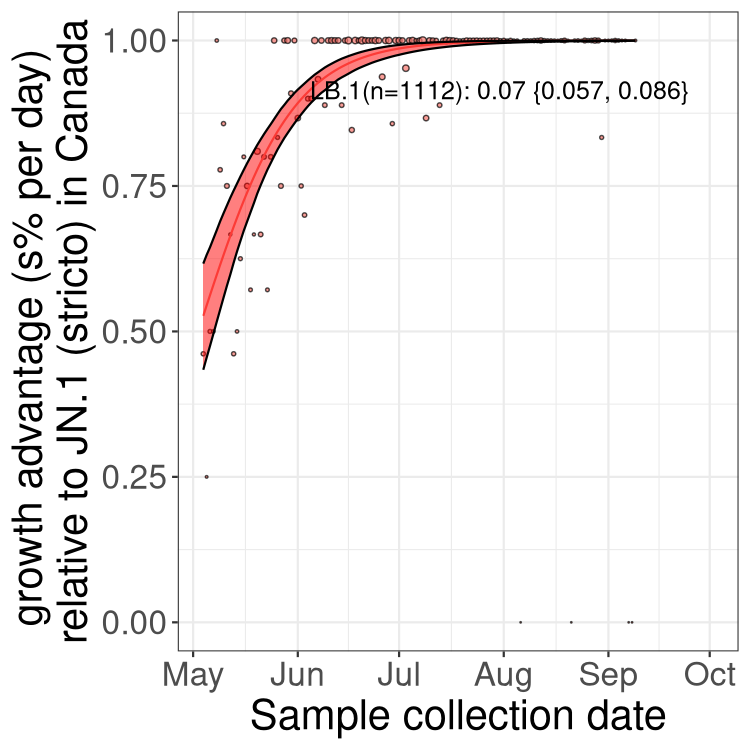 growth advantage (s% per day)
relative to JN.1 (stricto) in Canada
1.00
0.75
0.50
0.25
0.00
LB.1(n=1112): 0.07 {0.057, 0.086}
May Jun Jul Aug Sep Oct
Sample collection date